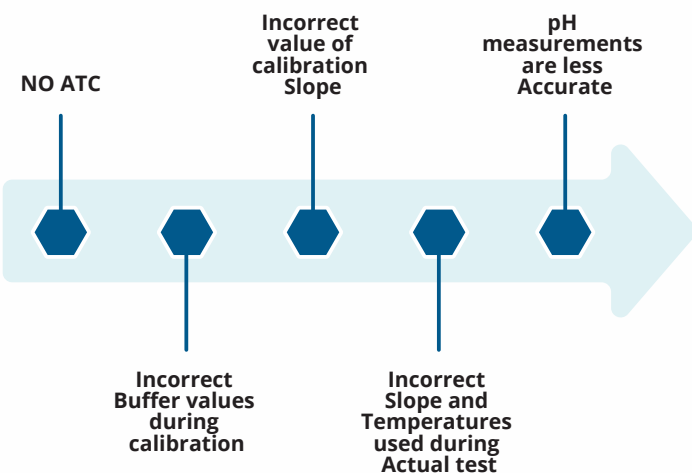 NO ATC
Incorrect
Buffer values
during
calibration
Incorrect
value of
calibration
Slope
Incorrect
Slope and
Temperatures
used during
Actual test
pH
measurements
are less
Accurate